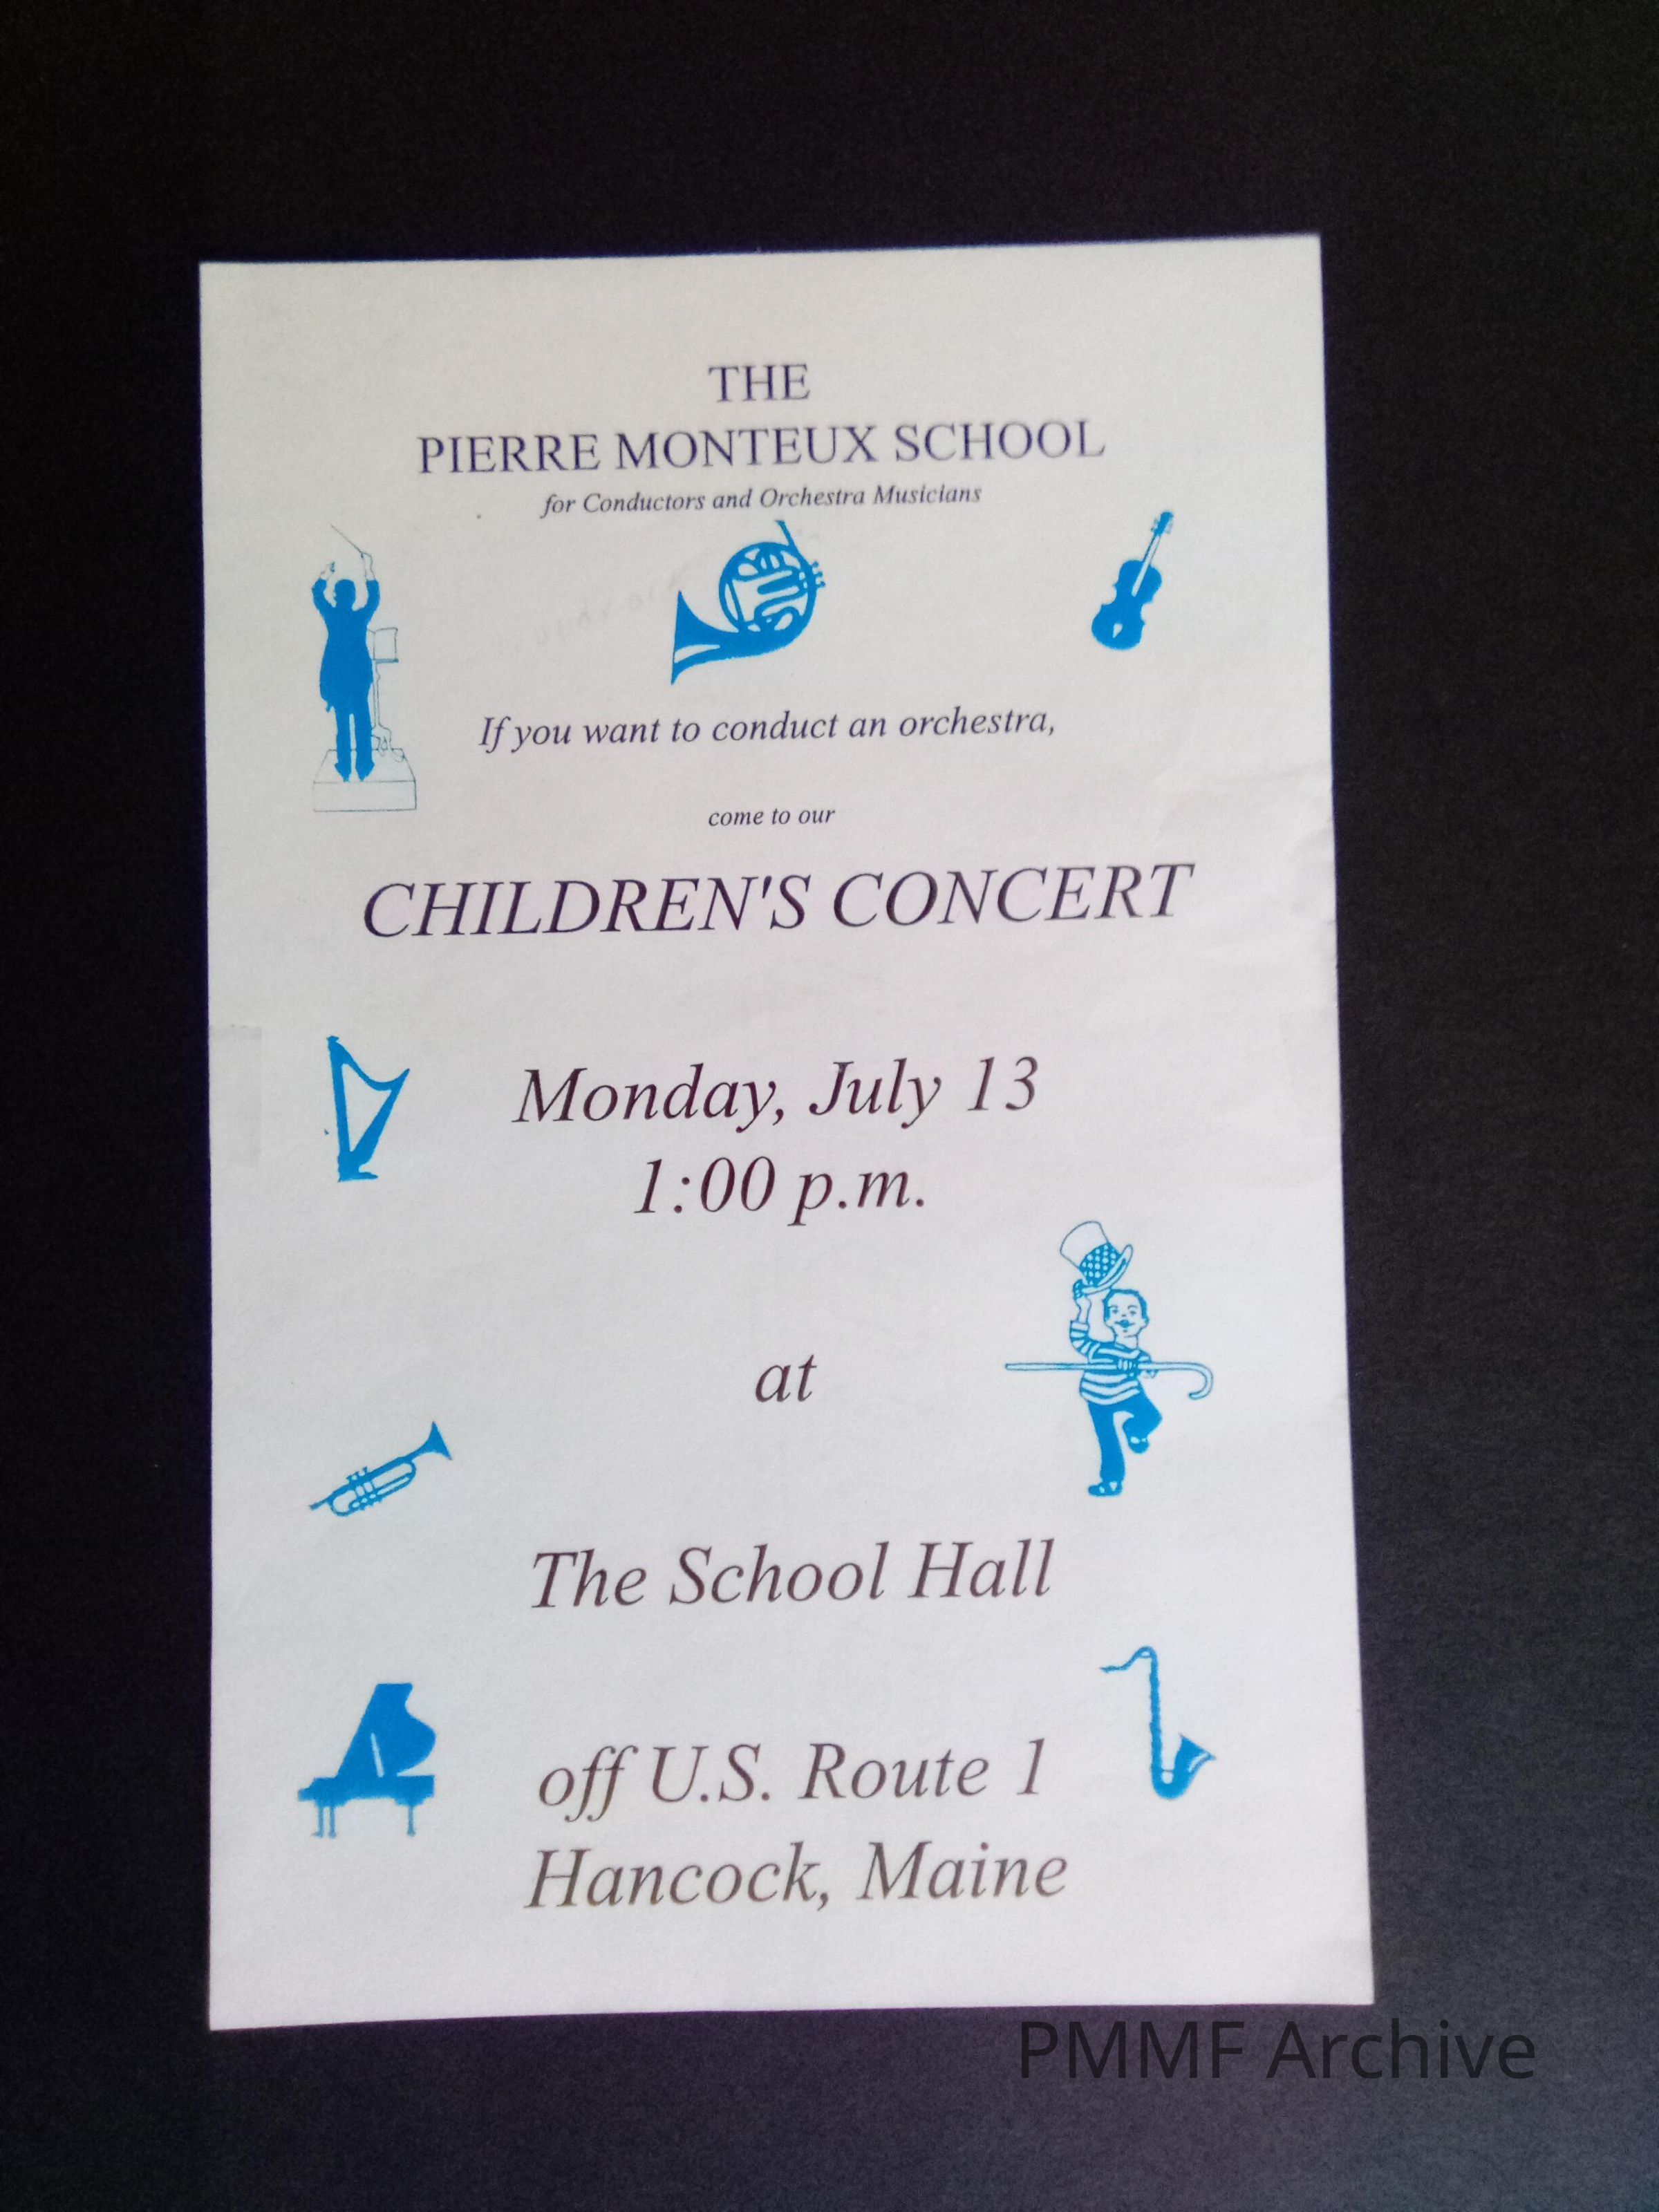 THE
PIERRE MONTEUX SCHOOL
for Conductors and Orchestra Musicians
If you want to conduct an orchestra,
come to our
CHILDREN'S CONCERT
Monday, July 13
1:00 p.m.
at
The School Hall
off U.S. Route 1
Hancock, Maine
PMMF Archive